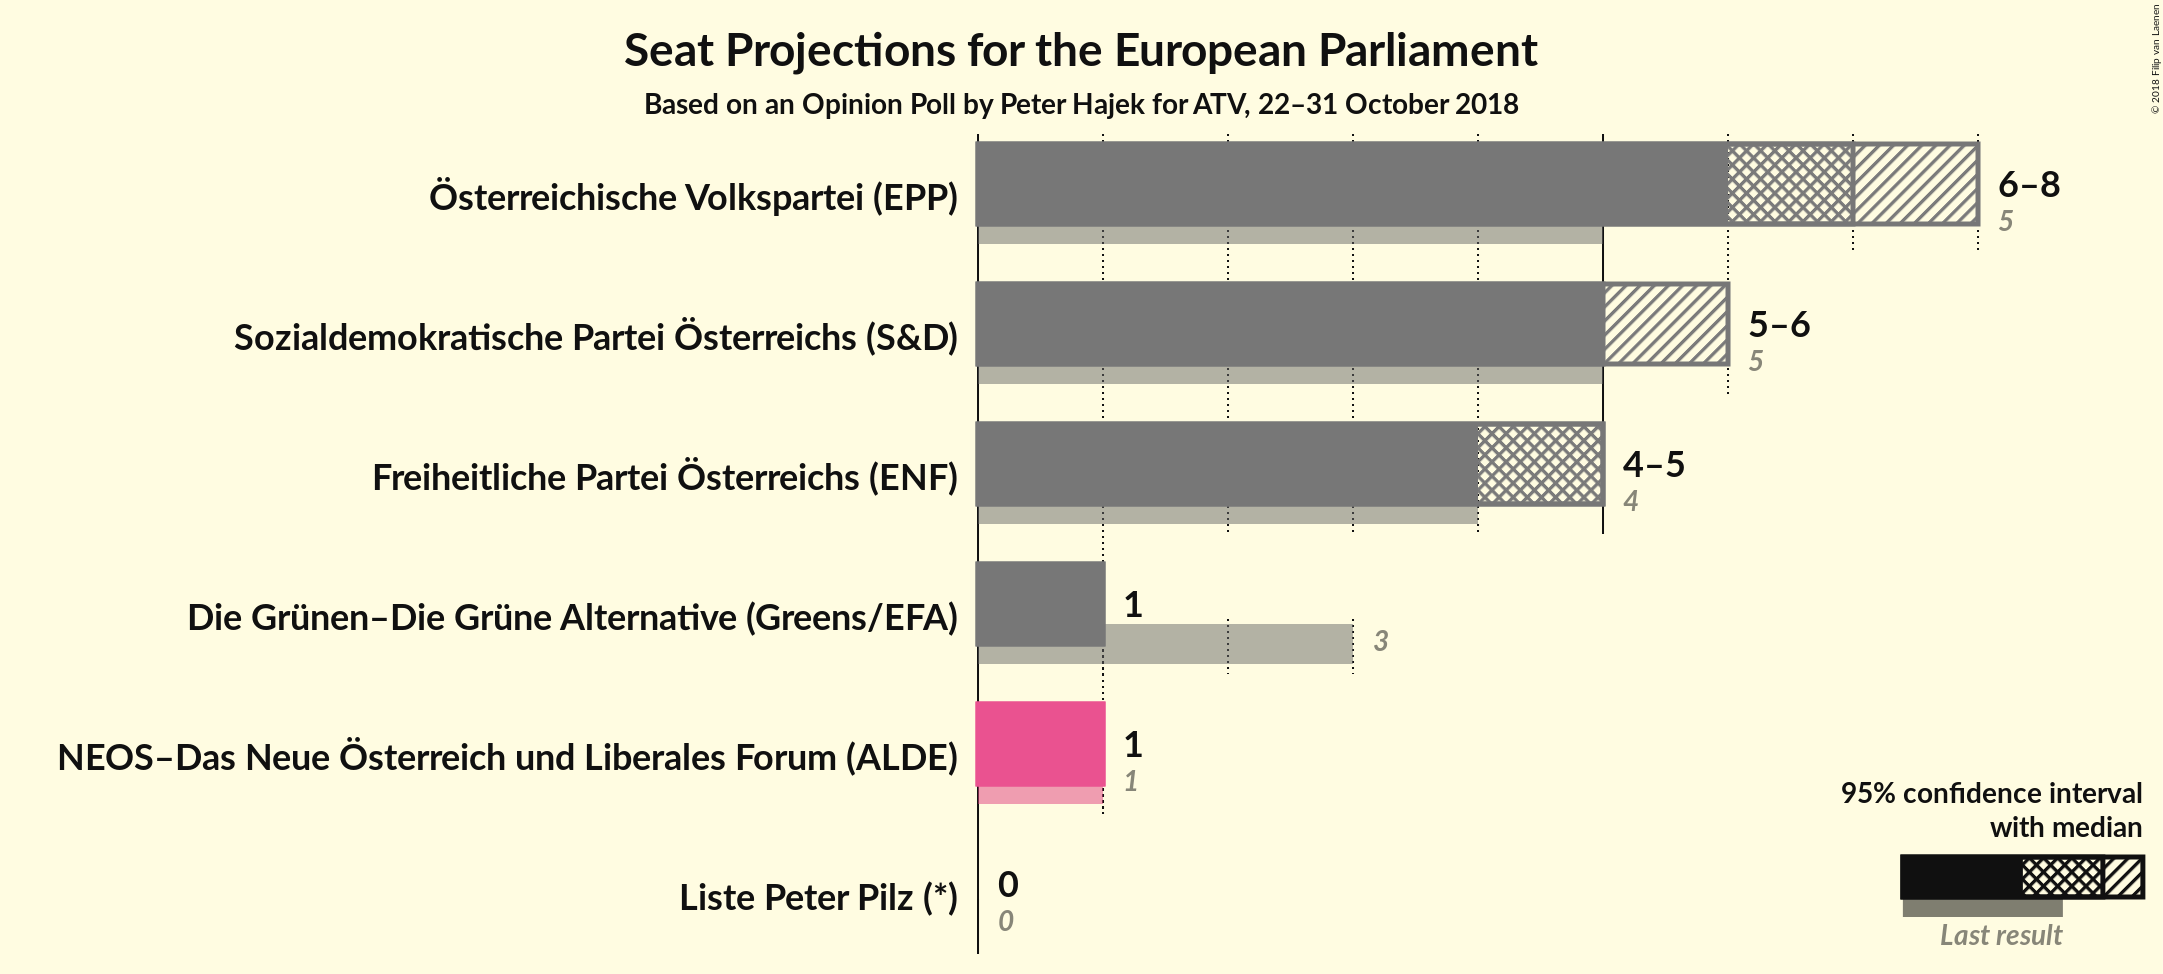 Seat Projections for the European Parliament
Based on an Opinion Poll by Peter Hajek for ATV, 22–31 October 2018
© 2018 Filip van Laenen
Österreichische Volkspartei (EPP)
6–8
5
Sozialdemokratische Partei Österreichs (S&D)
5–6
5
Freiheitliche Partei Österreichs (ENF)
4–5
4
Die Grünen–Die Grüne Alternative (Greens/EFA)
1
3
NEOS–Das Neue Österreich und Liberales Forum (ALDE)
1
1
Liste Peter Pilz (*)
0
0
95% confidence interval
with median
Last result